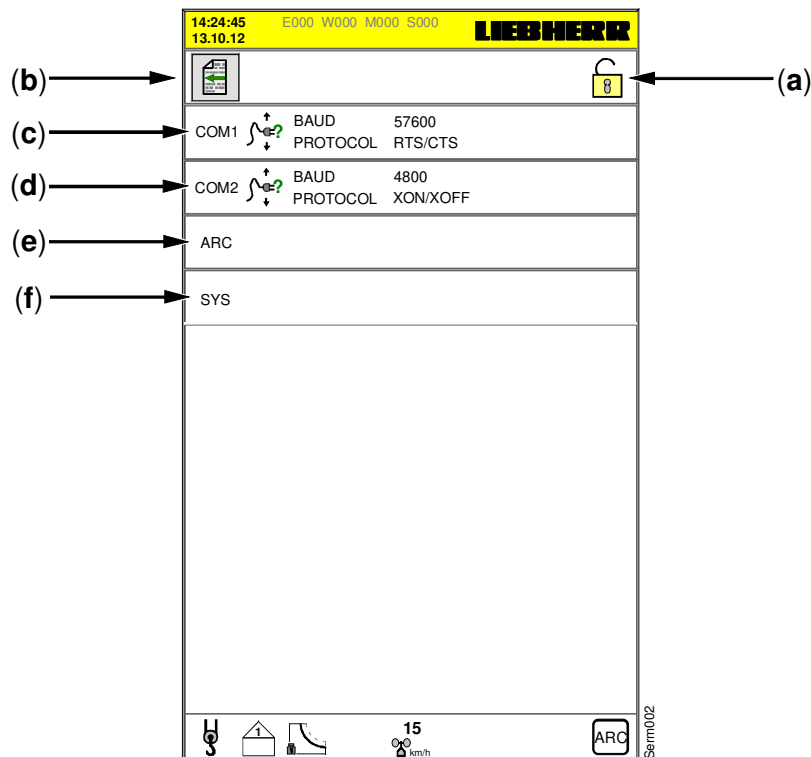 14:24:45 E000 W000 M000 S000 LIEBHERR
13.10.12
(b) (a)
(c) COM1 ? BAUD 57600
PROTOCOL RTS/CTS
(d) COM2 ? BAUD 4800
PROTOCOL XON/XOFF
(e) ARC
(f) SYS
1 15 ARC
km/h
Serm002